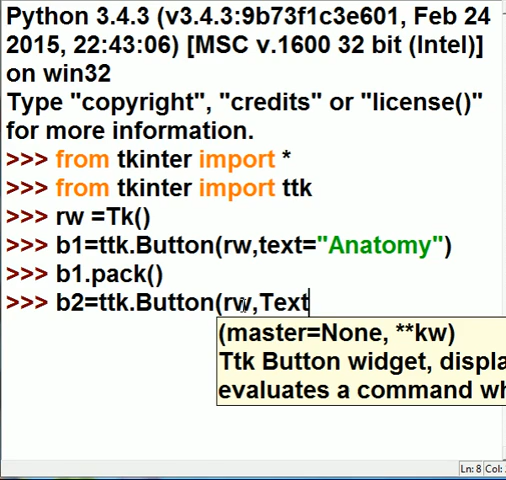 Python 3.4.3 (v3.4.3:9b73f1c3e601, Feb 24
2015, 22:43:06) [MSC v.1600 32 bit (Intel)]
on win32
Type "copyright", "credits" or "license()"
for more information.
>>> from tkinter import *
>>> from tkinter import ttk
>>> rw =Tk()
>>> b1=ttk.Button(rw,text="Anatomy")
>>> b1.pack()
>>> b2=ttk.Button(rw,Text
(master=None, **kw)
Ttk Button widget, displa
evaluates a command wh
Ln: 8 Col: